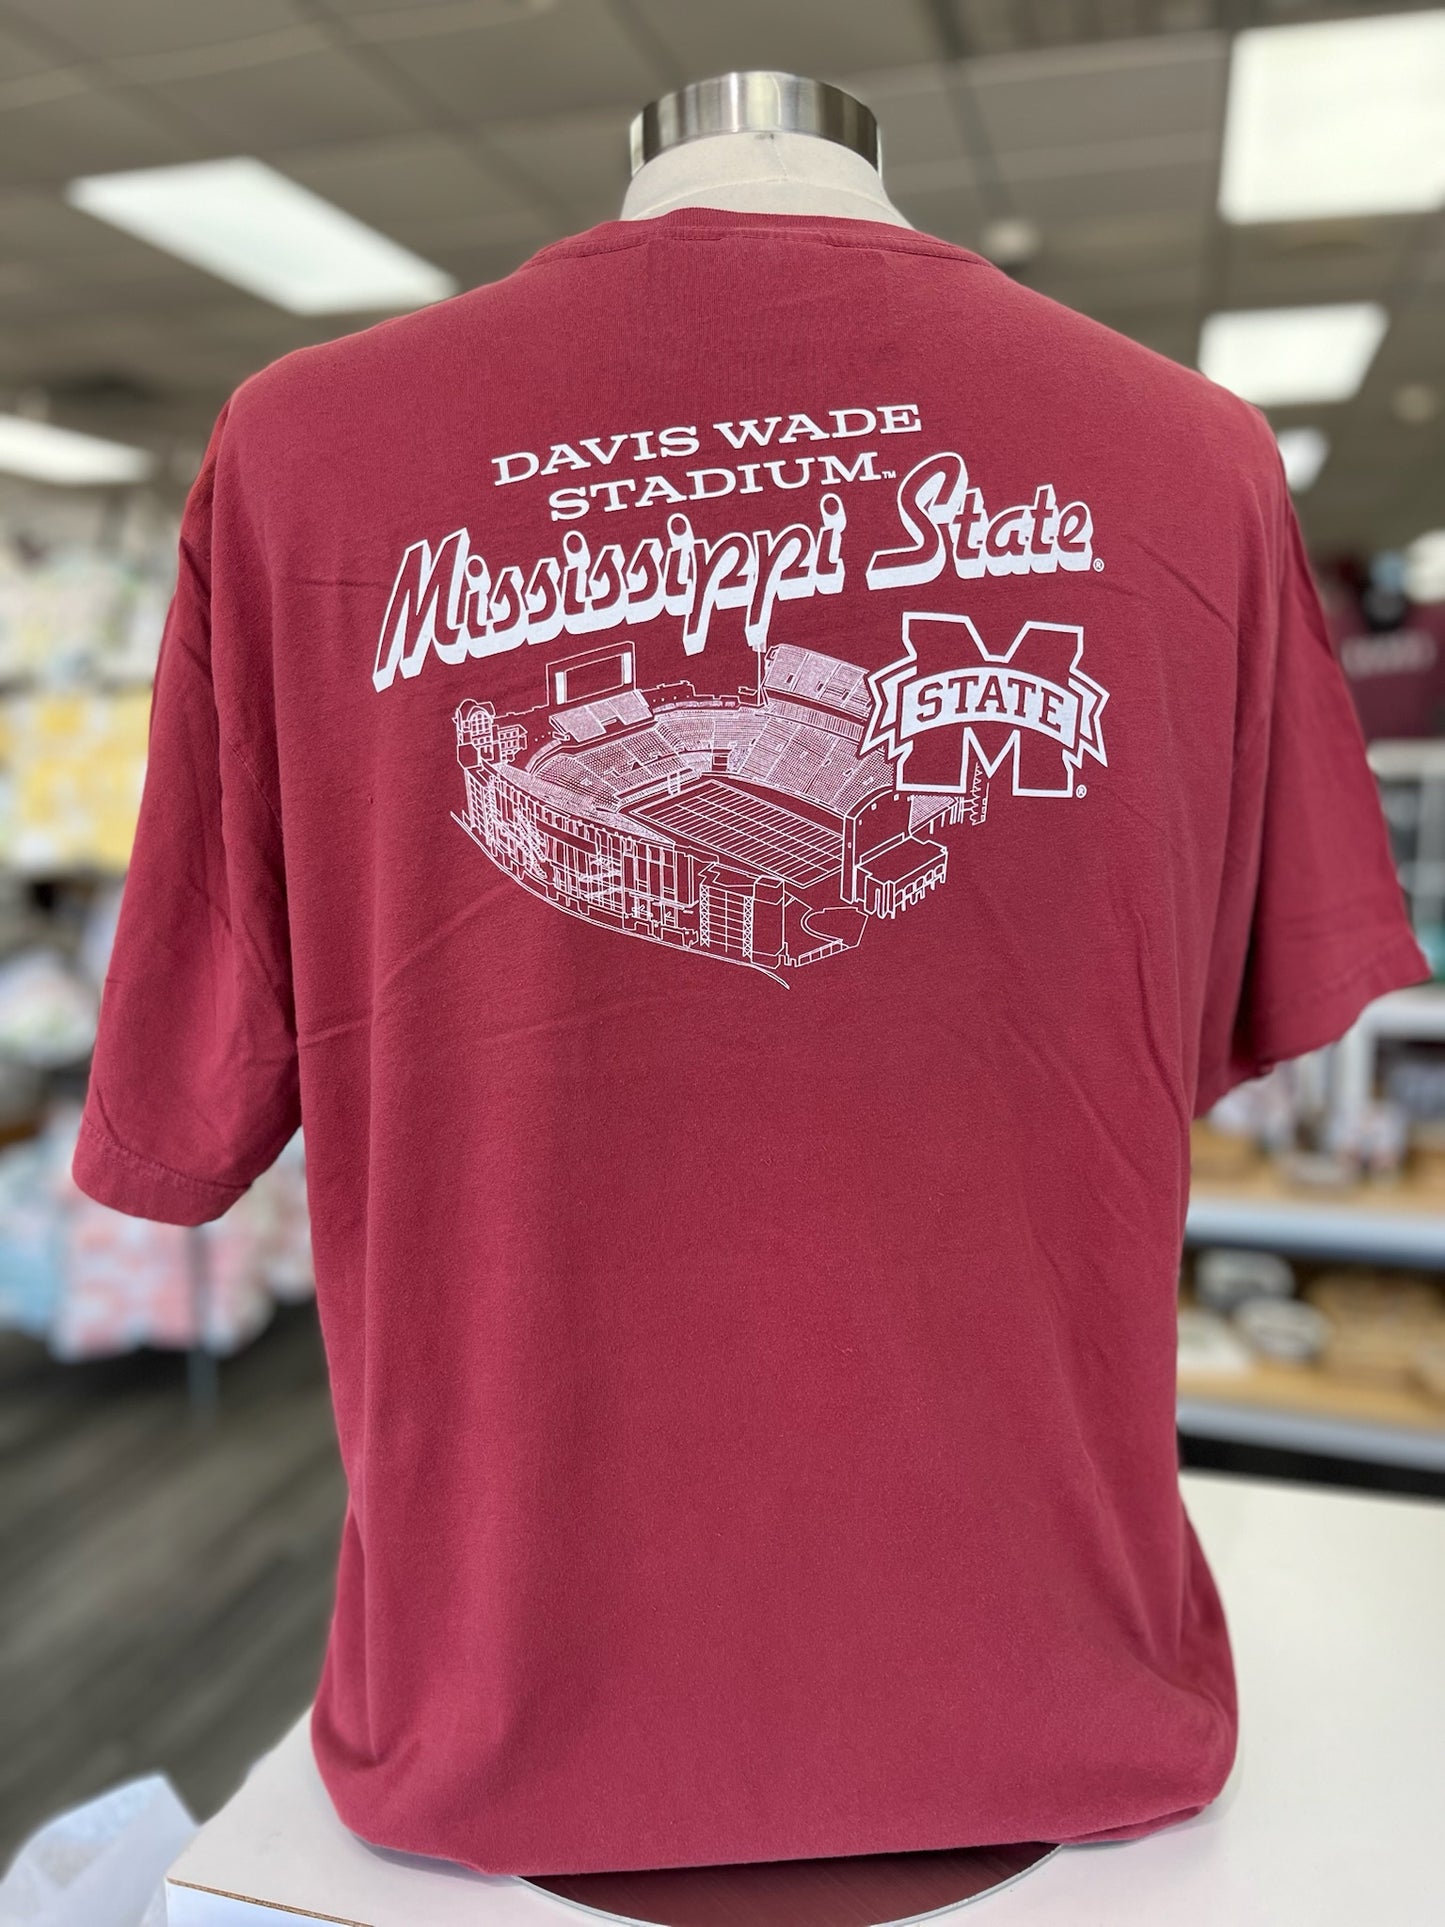 DAVIS WADE
STADIUM™
Mississippi State®
STATE
M®